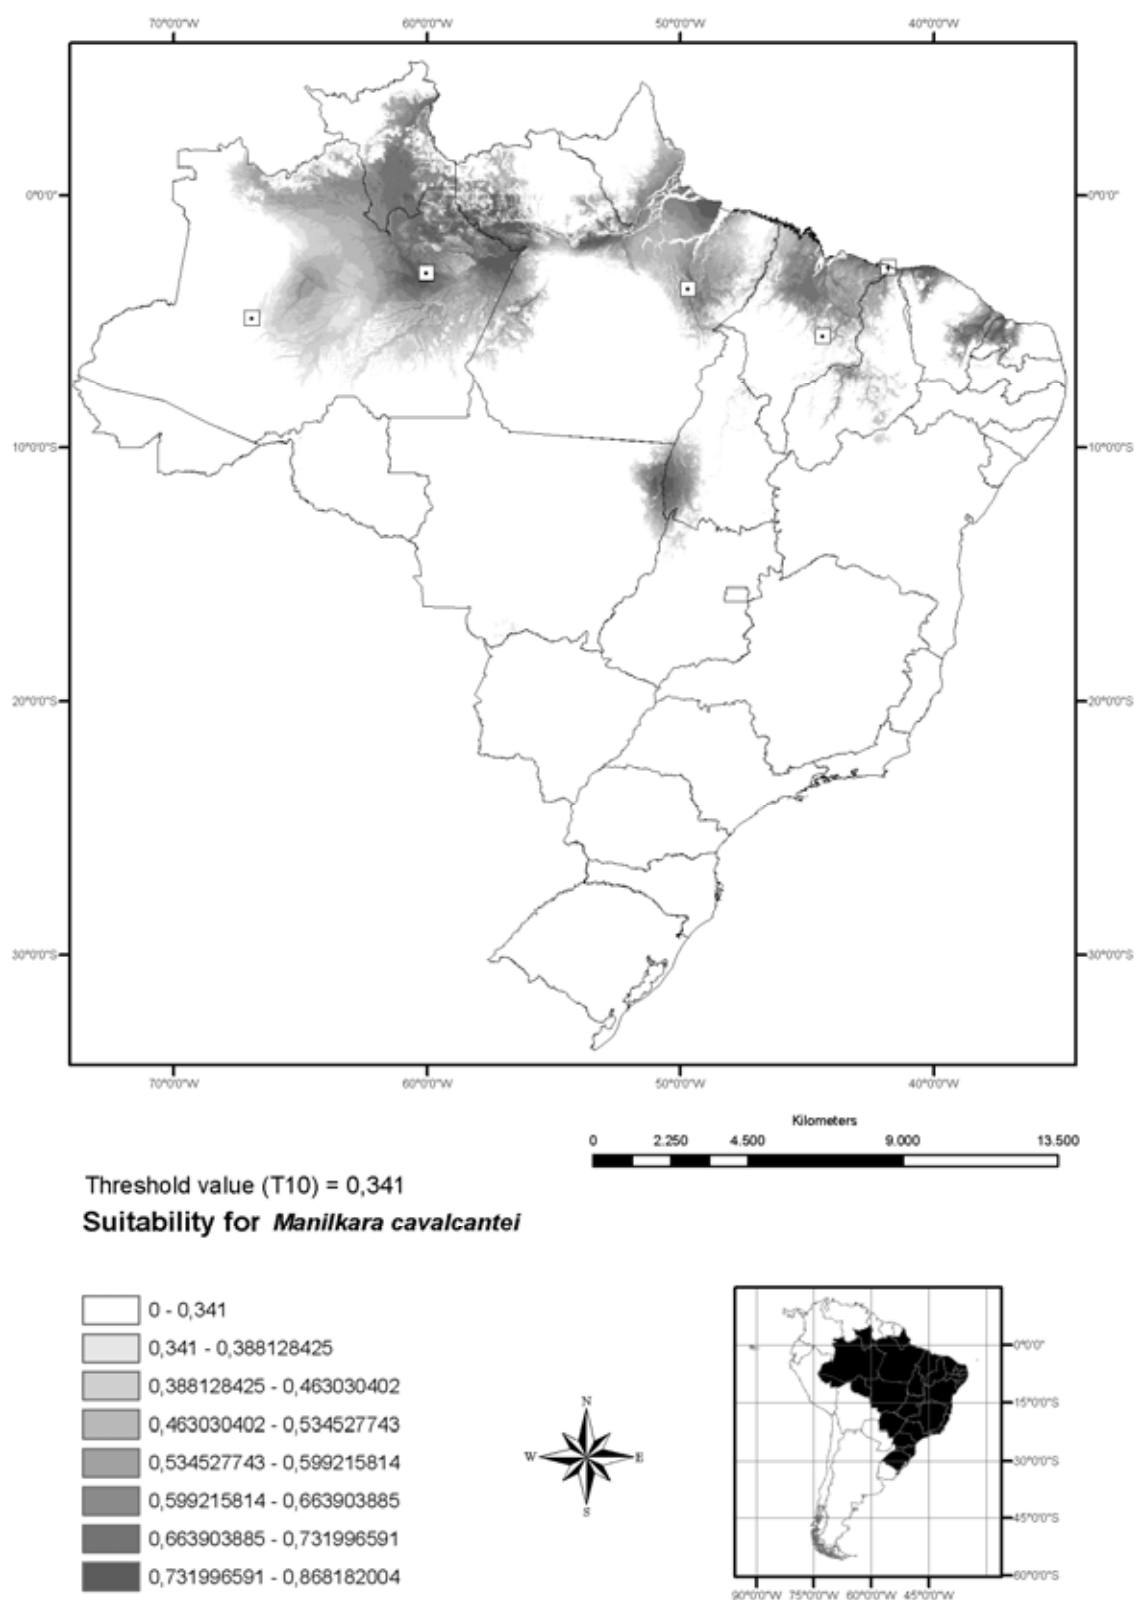 70°0'0"W 60°0'0"W 50°0'0"W 40°0'0"W
0°0'0" 0°0'0"
10°0'0"S 10°0'0"S
20°0'0"S 20°0'0"S
30°0'0"S 30°0'0"S
70°0'0"W 60°0'0"W 50°0'0"W 40°0'0"W
Kilometers
0 2.250 4.500 9.000 13.500
Threshold value (T10) = 0,341
Suitability for Manilkara cavalcantei
0 - 0,341
0,341 - 0,388128425
0,388128425 - 0,463030402
0,463030402 - 0,534527743
0,534527743 - 0,599215814
0,599215814 - 0,663903885
0,663903885 - 0,731996591
0,731996591 - 0,868182004
N
W E
S
0°0'0"
15°0'0"S
30°0'0"S
45°0'0"S
60°0'0"S
90°0'0"W 75°0'0"W 60°0'0"W 45°0'0"W